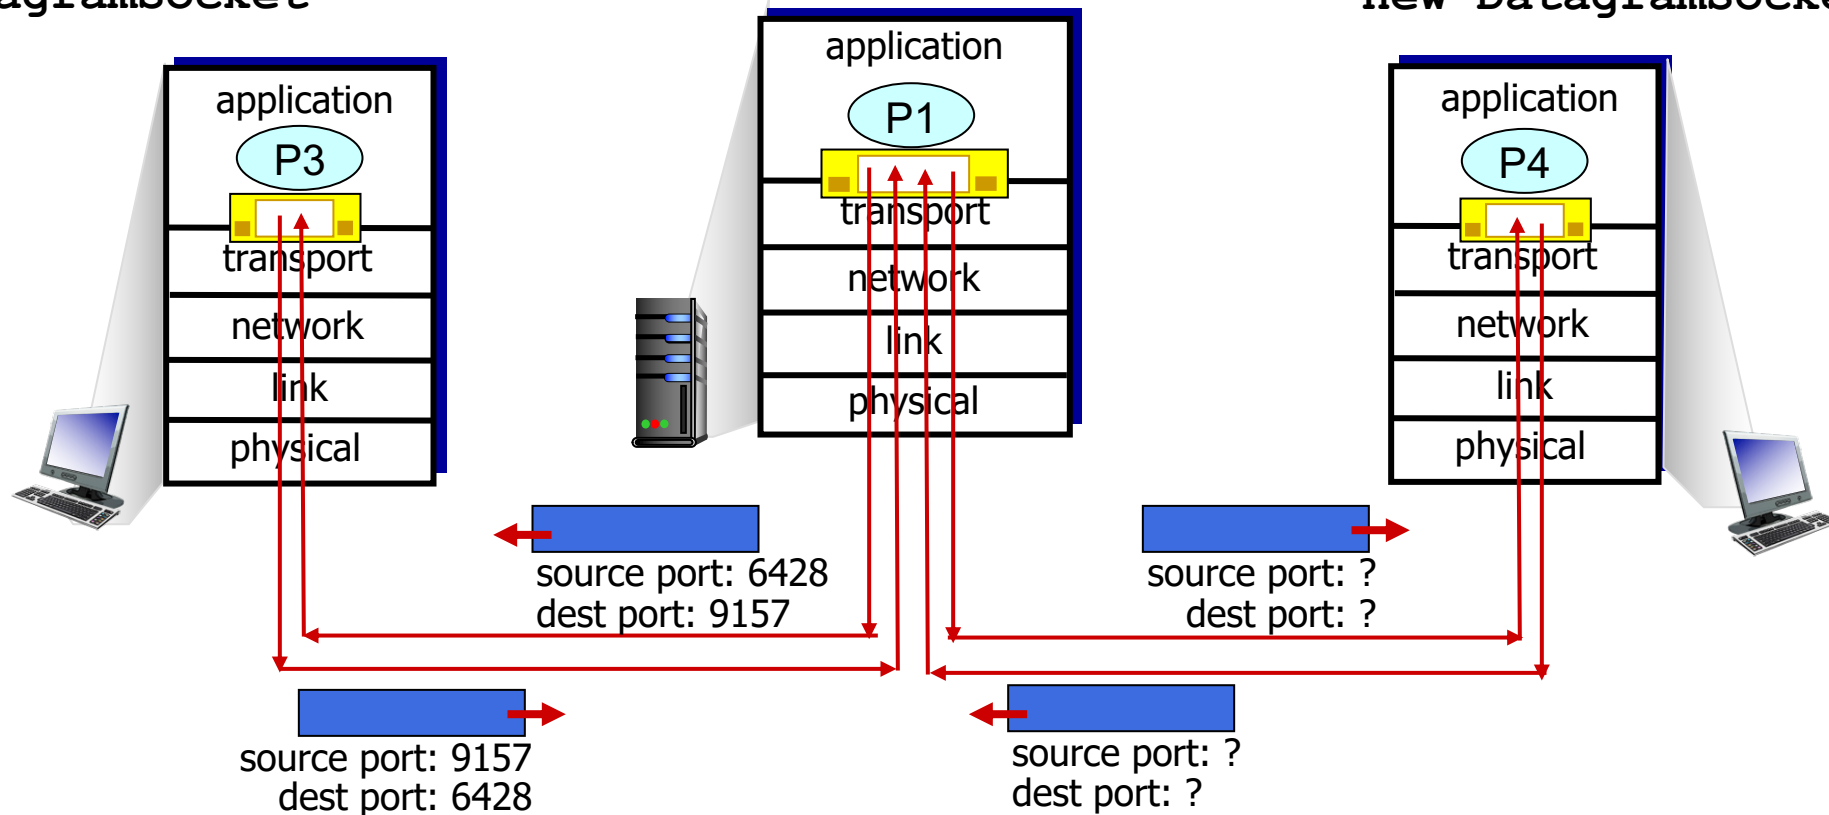 application
P3
transport
network
link
physical
application
P1
transport
network
link
physical
application
P4
transport
network
link
physical
source port: 6428
dest port: 9157
source port: ?
dest port: ?
source port: 9157
dest port: 6428
source port: ?
dest port: ?